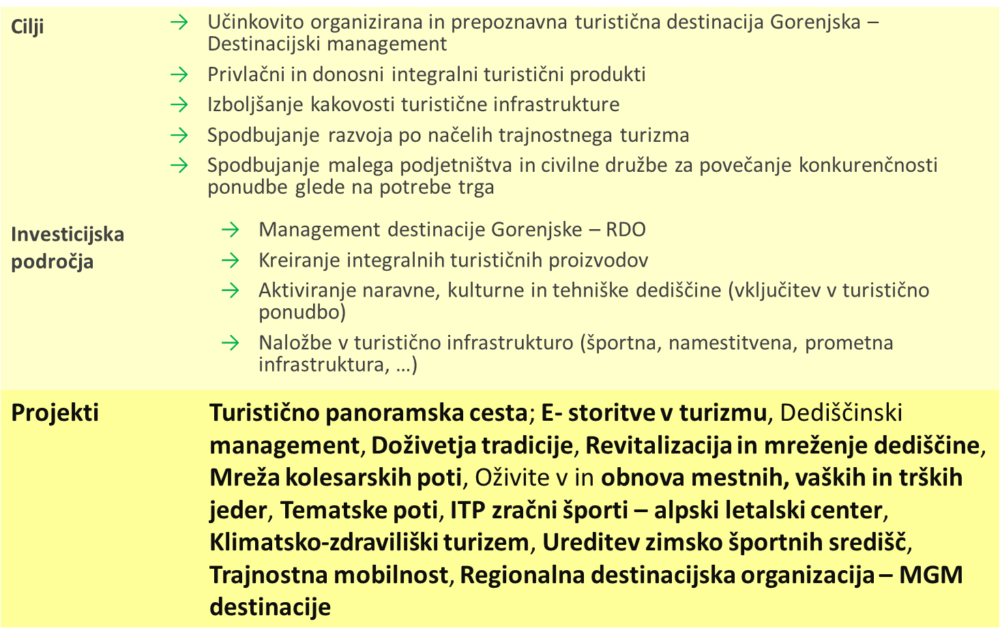 Cilji
→ Učinkovito organizirana in prepoznavna turistična destinacija Gorenjska –
Destinacijski management
→ Privlačni in donosni integralni turistični produkti
→ Izboljšanje kakovosti turistične infrastrukture
→ Spodbujanje razvoja po načelih trajnostnega turizma
→ Spodbujanje malega podjetništva in civilne družbe za povečanje konkurenčnosti
ponudbe glede na potrebe trga
Investicijska
področja
→ Management destinacije Gorenjske – RDO
→ Kreiranje integralnih turističnih proizvodov
→ Aktiviranje naravne, kulturne in tehniške dediščine (vključitev v turistično
ponudbo)
→ Naložbe v turistično infrastrukturo (športna, namestitvena, prometna
infrastruktura, …)
Projekti
Turistično panoramska cesta; E- storitve v turizmu, Dediščinski
management, Doživetja tradicije, Revitalizacija in mreženje dediščine,
Mreža kolesarskih poti, Oživite v in obnova mestnih, vaških in trških
jeder, Tematske poti, ITP zračni športi – alpski letalski center,
Klimatsko-zdraviliški turizem, Ureditev zimsko športnih središč,
Trajnostna mobilnost, Regionalna destinacijska organizacija – MGM
destinacije